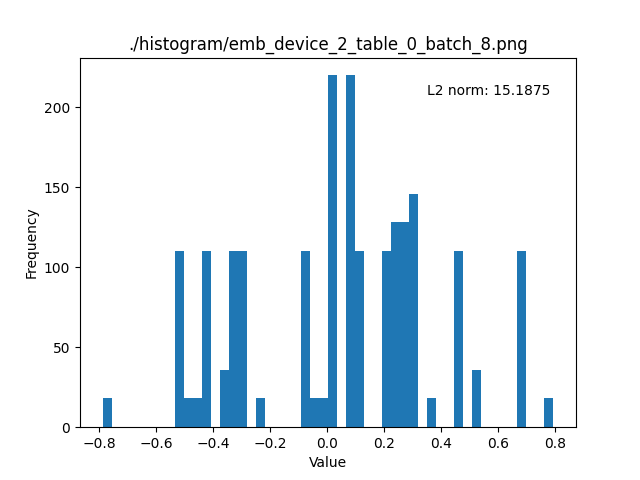 ./histogram/emb_device_2_table_0_batch_8.png
L2 norm: 15.1875
200
150
100
50
0
Frequency
−0.8 −0.6 −0.4 −0.2 0.0 0.2 0.4 0.6 0.8
Value